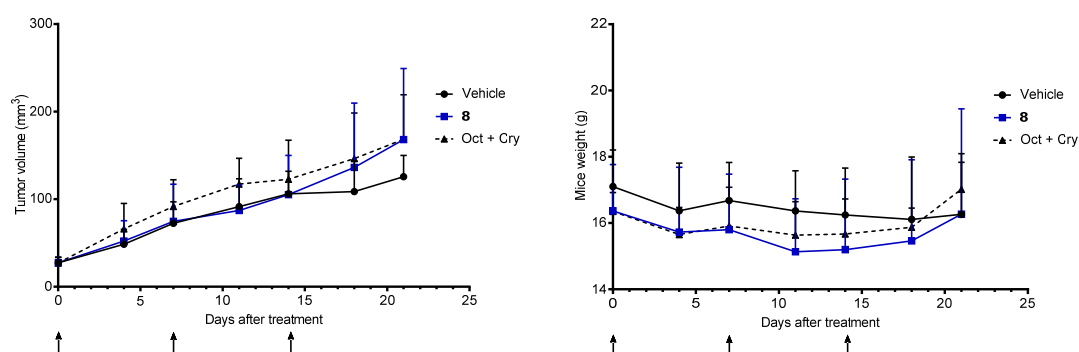 300
200
100
0
0
5
10
15
20
25
Tumor volume (mm³)
Days after treatment
Vehicle
8
Oct + Cry
22
20
18
16
14
0
5
10
15
20
25
Mice weight (g)
Days after treatment
Vehicle
8
Oct + Cry